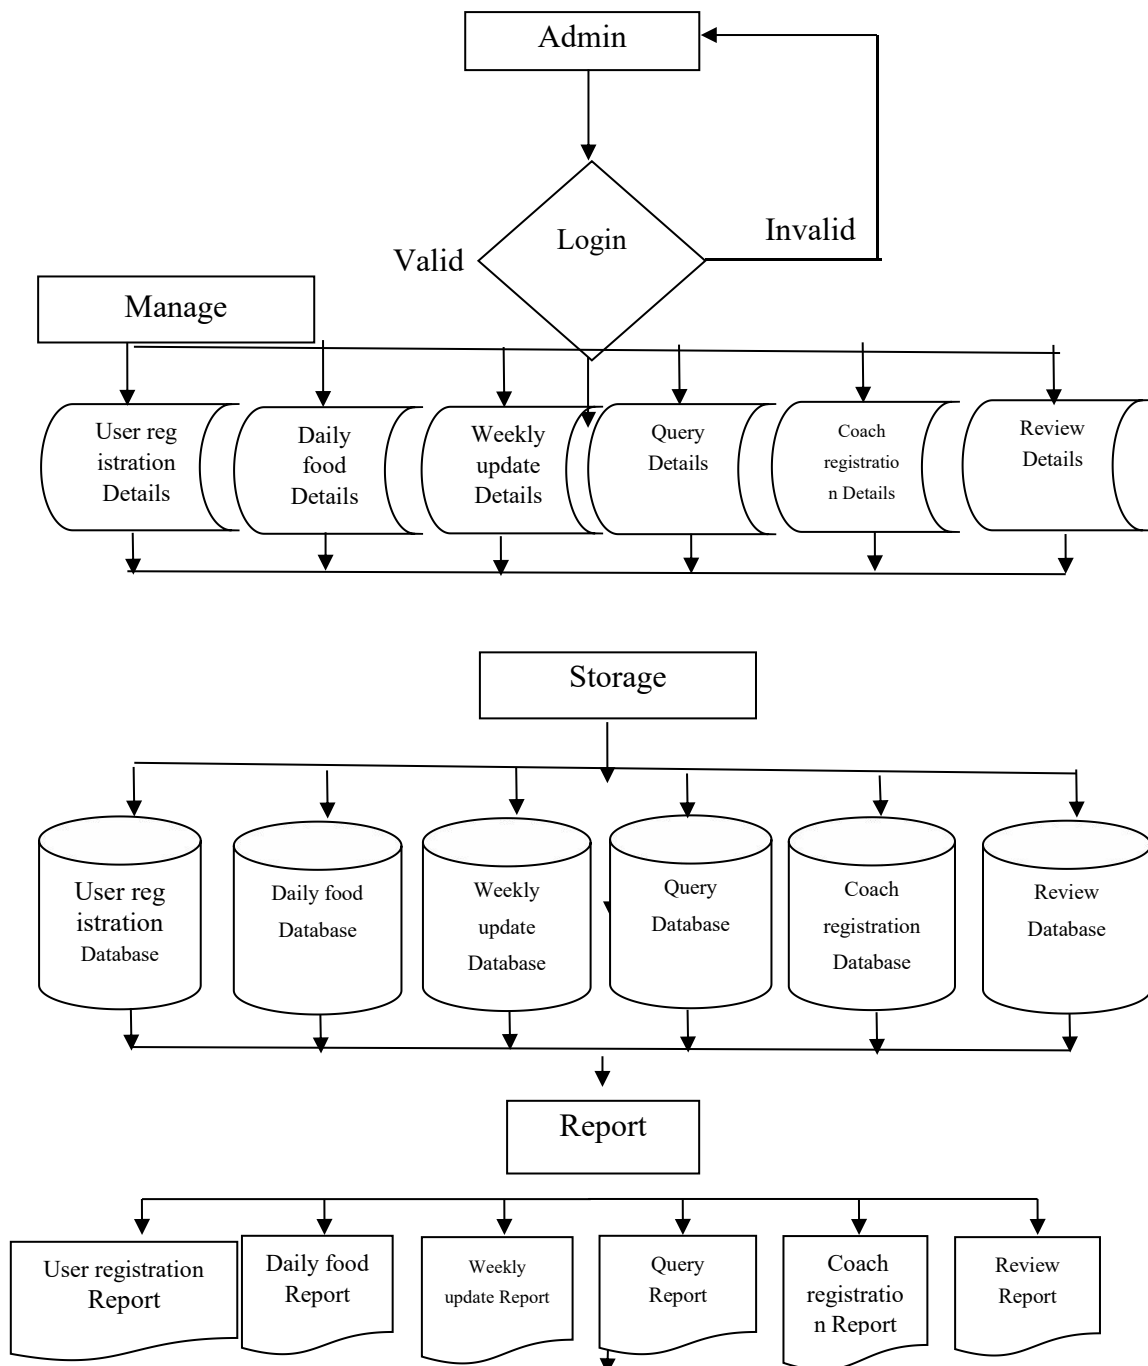 Admin
Login
Invalid
Valid
Manage
User reg
istration
Details
Daily
food
Details
Weekly
update
Details
Query
Details
Coach
registratio
n Details
Review
Details
Storage
User reg
istration
Database
Daily food
Database
Weekly
update
Database
Query
Database
Coach
registration
Database
Review
Database
Report
User registration
Report
Daily food
Report
Weekly
update Report
Query
Report
Coach
registratio
n Report
Review
Report